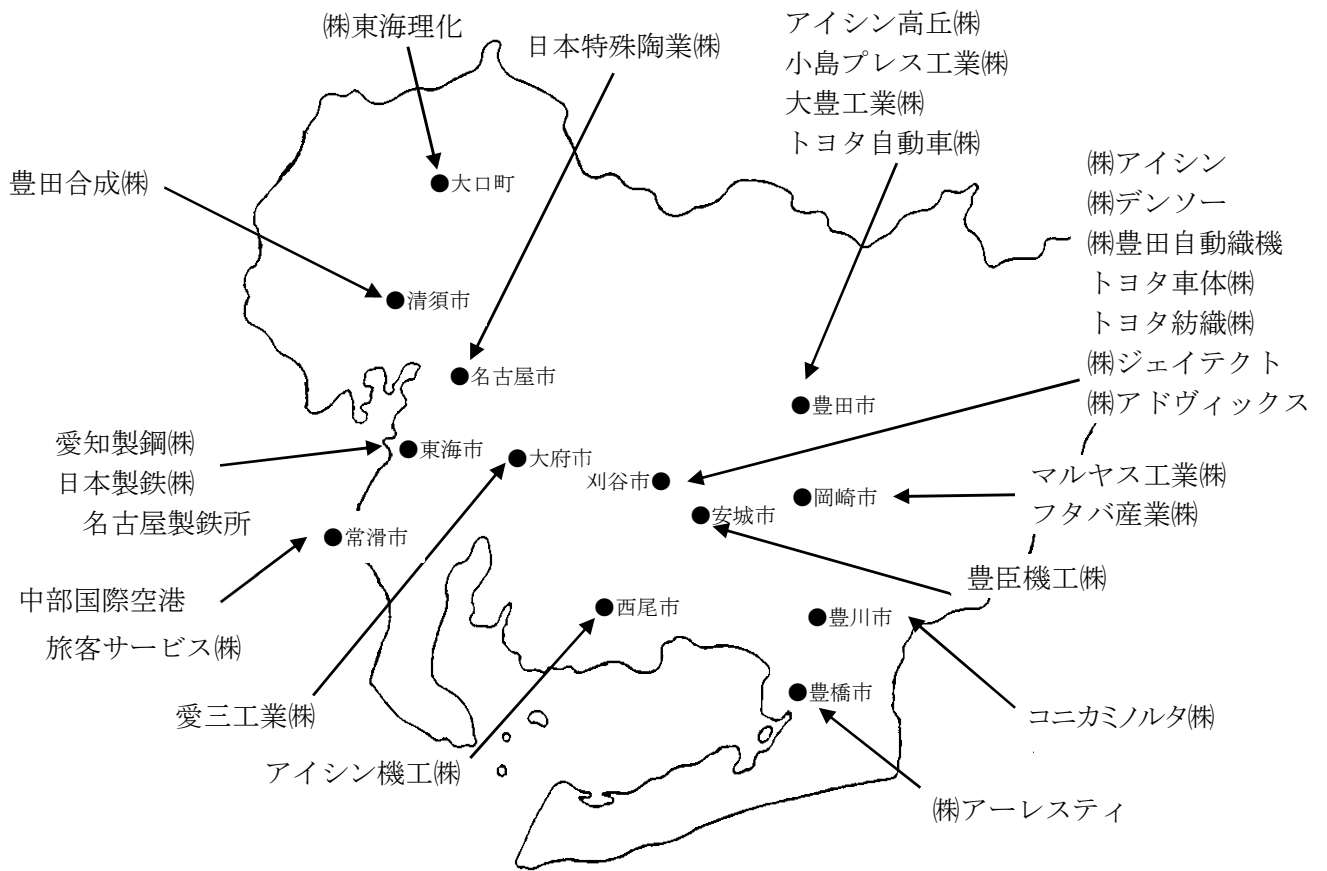 ㈱東海理化
日本特殊陶業㈱
アイシン高丘㈱
小島プレス工業㈱
大豊工業㈱
トヨタ自動車㈱
㈱アイシン
㈱デンソー
㈱豊田自動織機
トヨタ車体㈱
トヨタ紡織㈱
㈱ジェイテクト
㈱アドヴィックス
豊田合成㈱
大口町
清須市
名古屋市
豊田市
愛知製鋼㈱
日本製鉄㈱
名古屋製鉄所
東海市
大府市
刈谷市
岡崎市
安城市
マルヤス工業㈱
フタバ産業㈱
常滑市
豊臣機工㈱
中部国際空港
旅客サービス㈱
西尾市
豊川市
豊橋市
愛三工業㈱
コニカミノルタ㈱
アイシン機工㈱
㈱アーレスティ